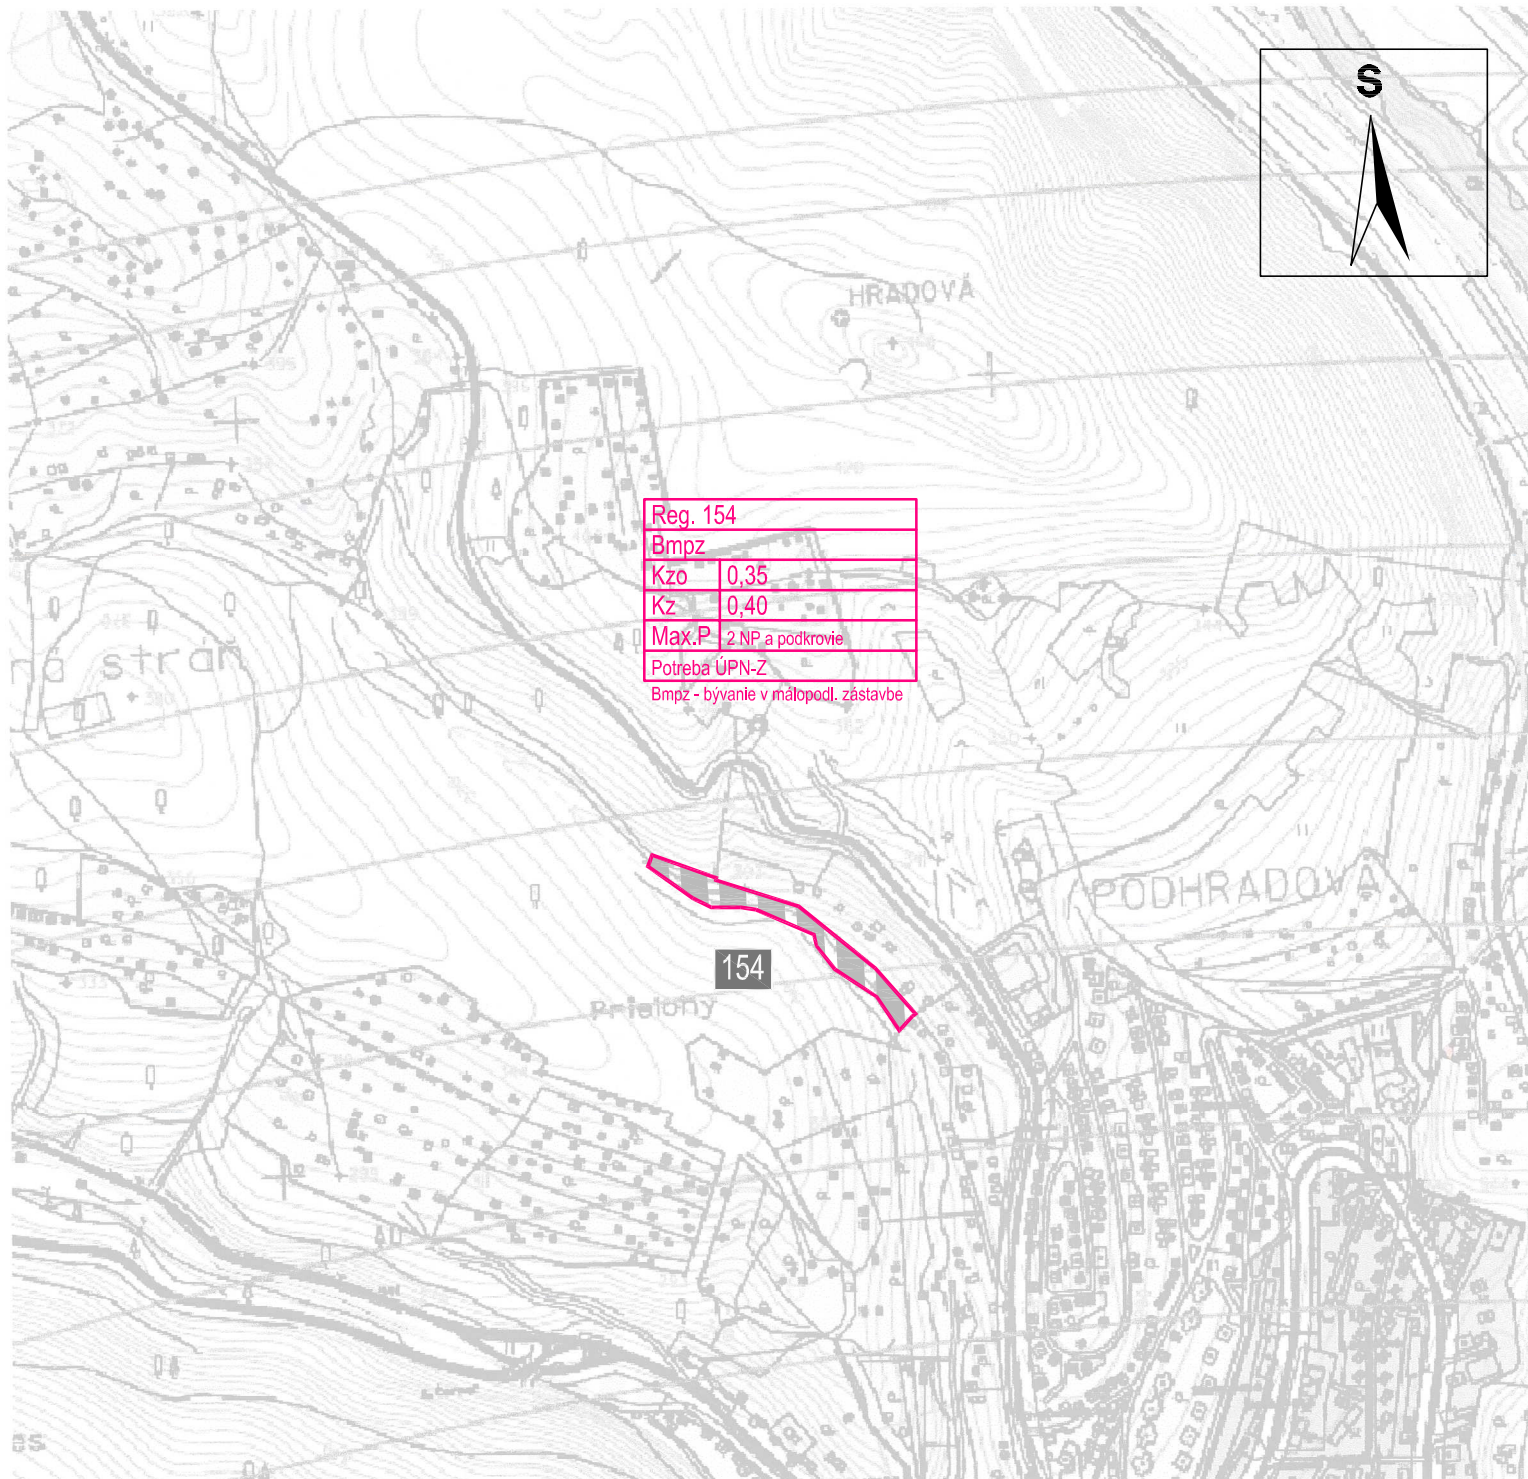 S
HRADOVÁ
Reg. 154
Bmpz
Kzo 0,35
Kz 0,40
Max.P 2 NP a podkrovie
Potreba ÚPN-Z
Bmpz - bývanie v málopodl. zástavbe
stráň
PODHRADOVÁ
154
Prielohy